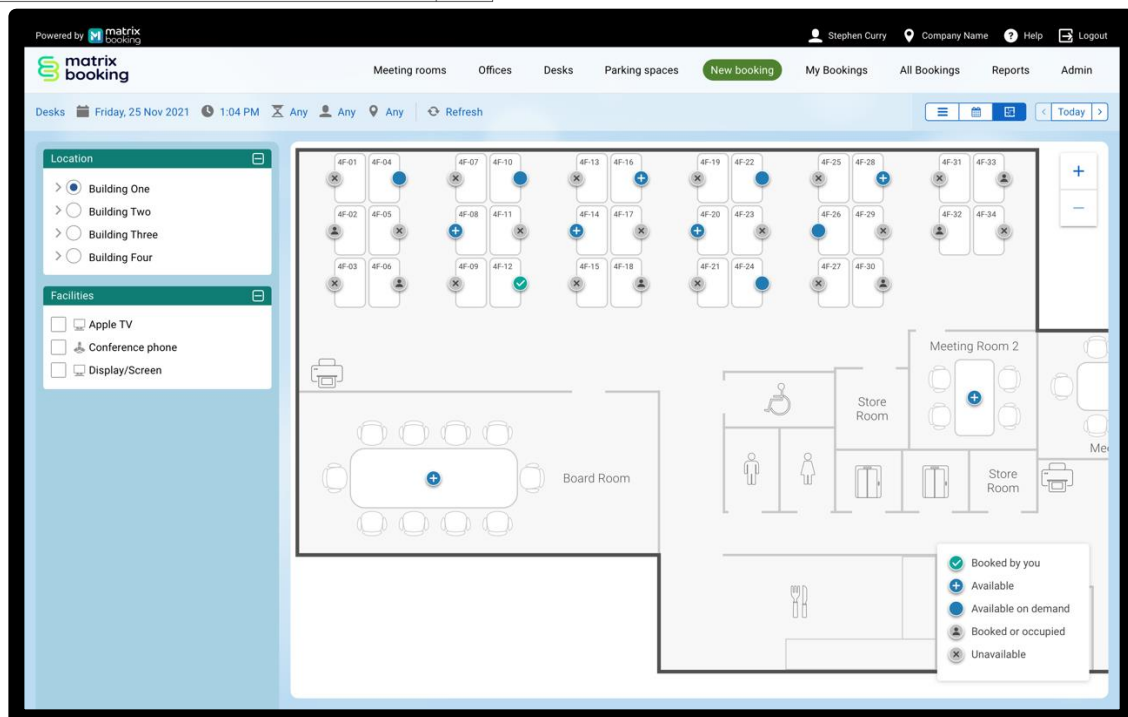 Powered by matrix booking
Stephen Curry Company Name ? Help Logout
matrix booking
Meeting rooms Offices Desks Parking spaces New booking My Bookings All Bookings Reports Admin
Desks Friday, 25 Nov 2021 1:04 PM Any Any Any Refresh
< Today >
Location
Building One
Building Two
Building Three
Building Four
Facilities
Apple TV
Conference phone
Display/Screen
4F-01 4F-04 4F-07 4F-10 4F-13 4F-16 4F-19 4F-22 4F-25 4F-28 4F-31 4F-33
4F-02 4F-05 4F-08 4F-11 4F-14 4F-17 4F-20 4F-23 4F-26 4F-29 4F-32 4F-34
4F-03 4F-06 4F-09 4F-12 4F-15 4F-18 4F-21 4F-24 4F-27 4F-30
Meeting Room 2
Store
Room
Mee
Board Room
Store
Room
Booked by you
Available
Available on demand
Booked or occupied
Unavailable